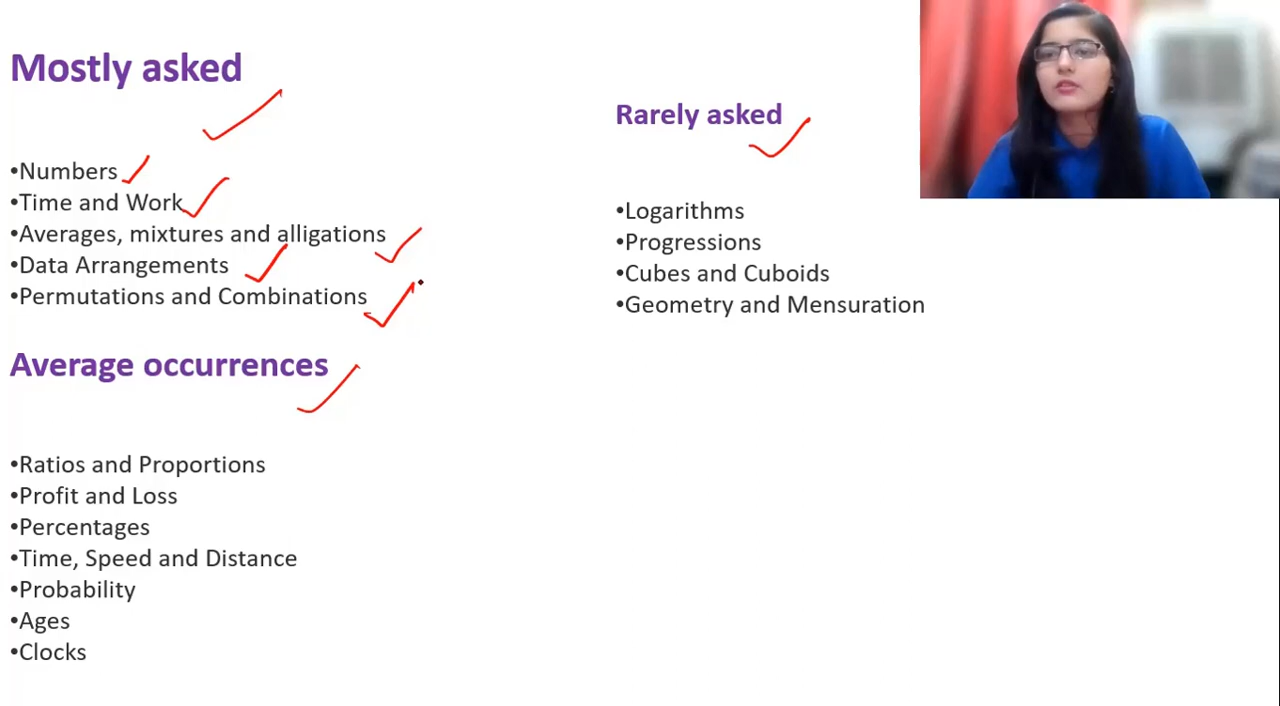 Mostly asked
•Numbers
•Time and Work
•Averages, mixtures and alligations
•Data Arrangements
•Permutations and Combinations
Average occurrences
•Ratios and Proportions
•Profit and Loss
•Percentages
•Time, Speed and Distance
•Probability
•Ages
•Clocks
Rarely asked
•Logarithms
•Progressions
•Cubes and Cuboids
•Geometry and Mensuration